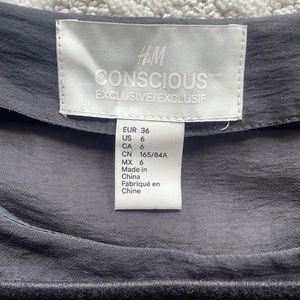 H&M
CONSCIOUS
EXCLUSIVE/EXCLUSIF
EUR 36
US 6
CA 6
CN 165/84A
MX 6
Made in
China
Fabriqué en
Chine